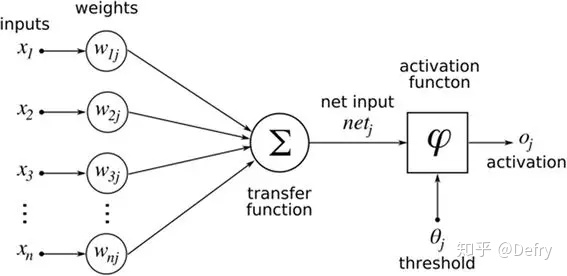 inputs
weights
x1
w1j
x2
w2j
x3
w3j
⋮
⋮
xn
wnj
Σ
transfer
function
net input
netj
activation
functon
φ
oj
activation
θj
threshold
知乎 @Defry